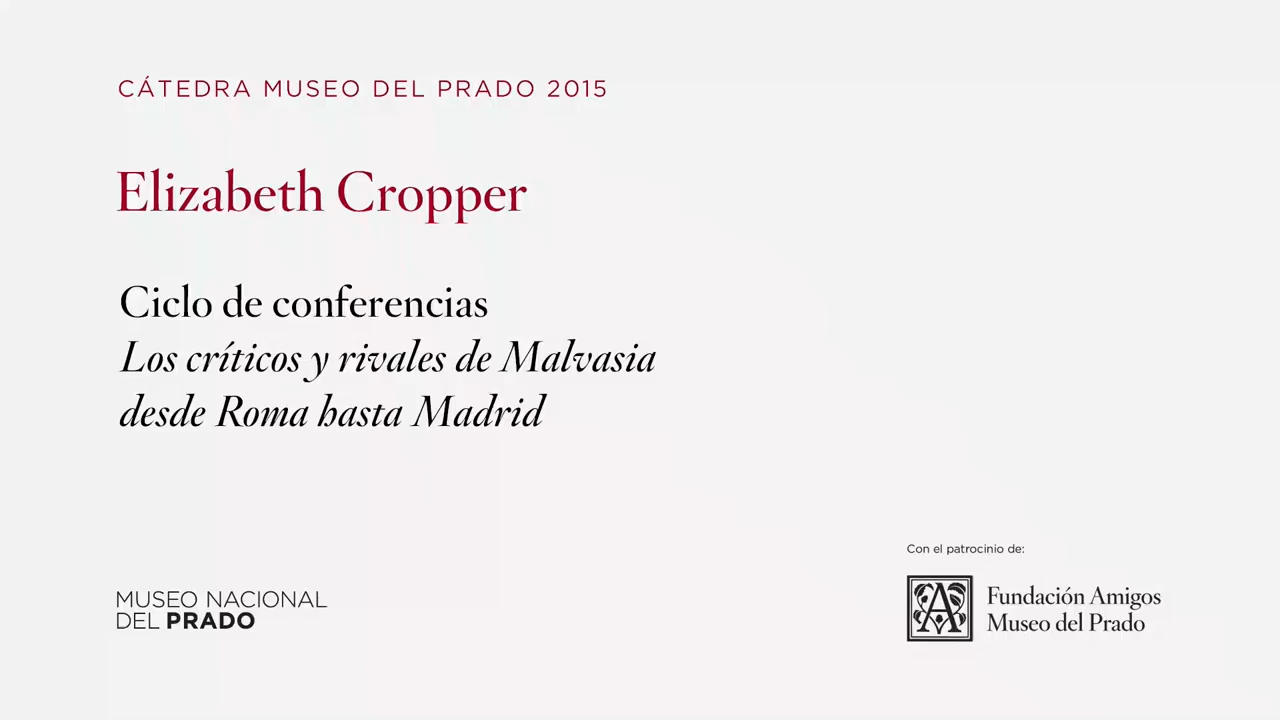 CÁTEDRA MUSEO DEL PRADO 2015
Elizabeth Cropper
Ciclo de conferencias
Los críticos y rivales de Malvasia
desde Roma hasta Madrid
Con el patrocinio de:
MUSEO NACIONAL
DEL PRADO
A
Fundación Amigos
Museo del Prado